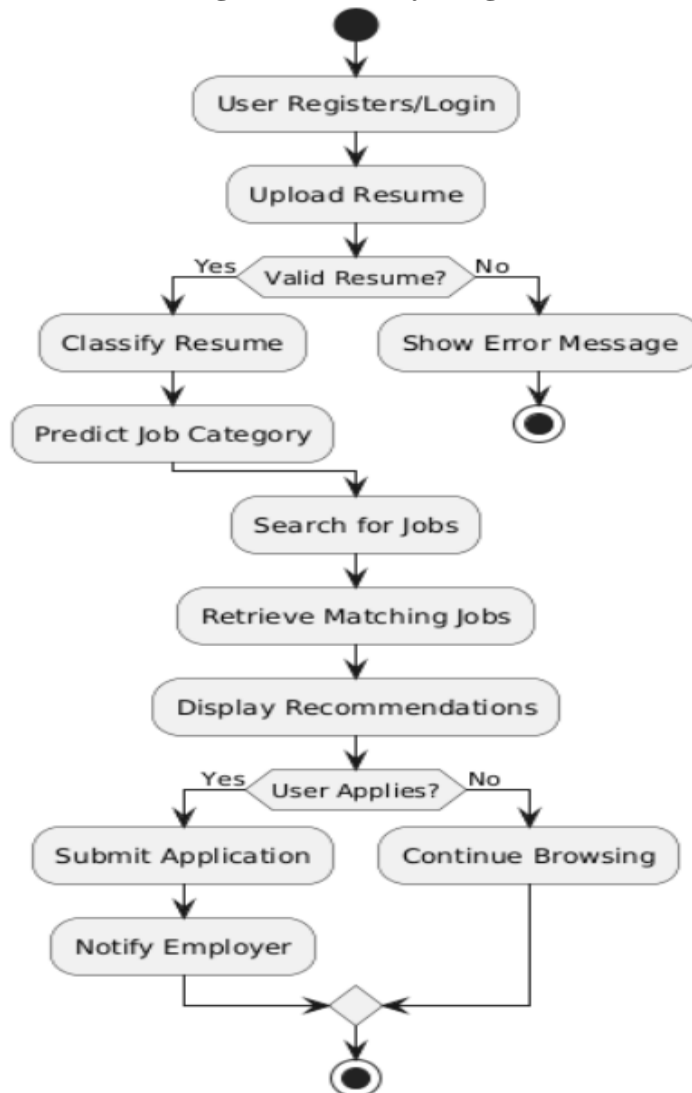 User Registers/Login
Upload Resume
Yes
Valid Resume?
No
Classify Resume
Show Error Message
Predict Job Category
Search for Jobs
Retrieve Matching Jobs
Display Recommendations
Yes
User Applies?
No
Submit Application
Continue Browsing
Notify Employer